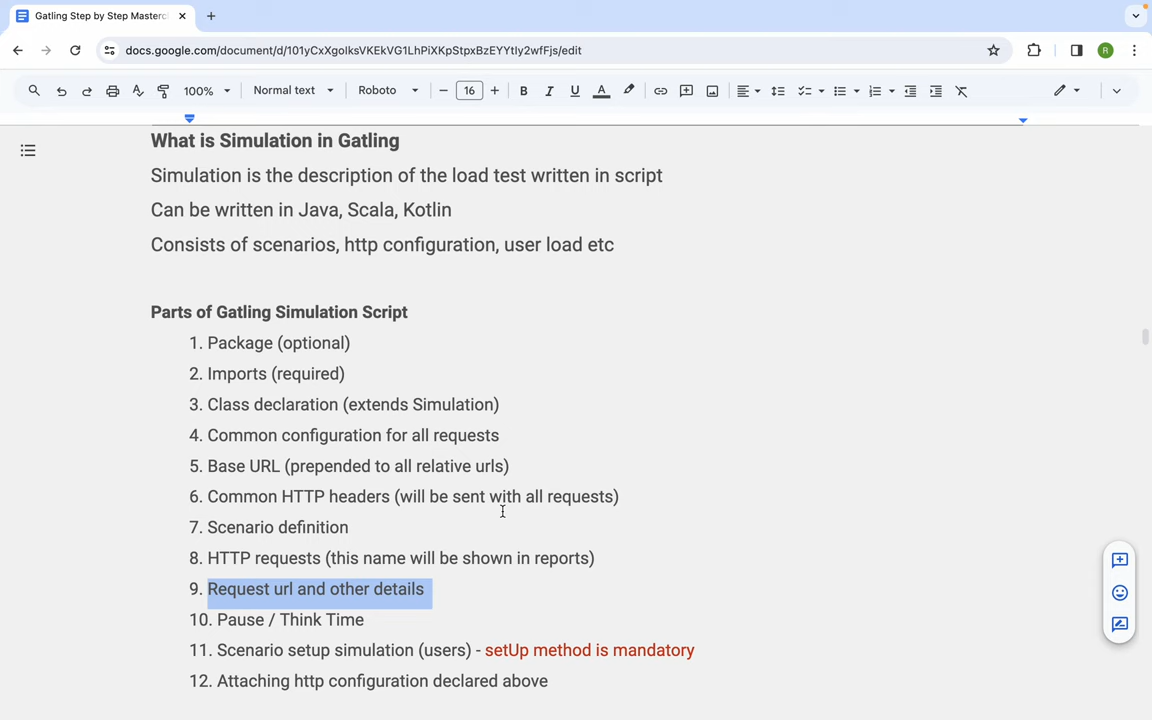 Gatling Step by Step Masterc
docs.google.com/document/d/101yCxXgolksVKEkVG1LhPiXKpStpxBzEYYtIy2wfFjs/edit
R
100%
Normal text
Roboto
16
B
I
U
A
What is Simulation in Gatling
Simulation is the description of the load test written in script
Can be written in Java, Scala, Kotlin
Consists of scenarios, http configuration, user load etc
Parts of Gatling Simulation Script
1. Package (optional)
2. Imports (required)
3. Class declaration (extends Simulation)
4. Common configuration for all requests
5. Base URL (prepended to all relative urls)
6. Common HTTP headers (will be sent with all requests)
7. Scenario definition
8. HTTP requests (this name will be shown in reports)
9. Request url and other details
10. Pause / Think Time
11. Scenario setup simulation (users) - setUp method is mandatory
12. Attaching http configuration declared above